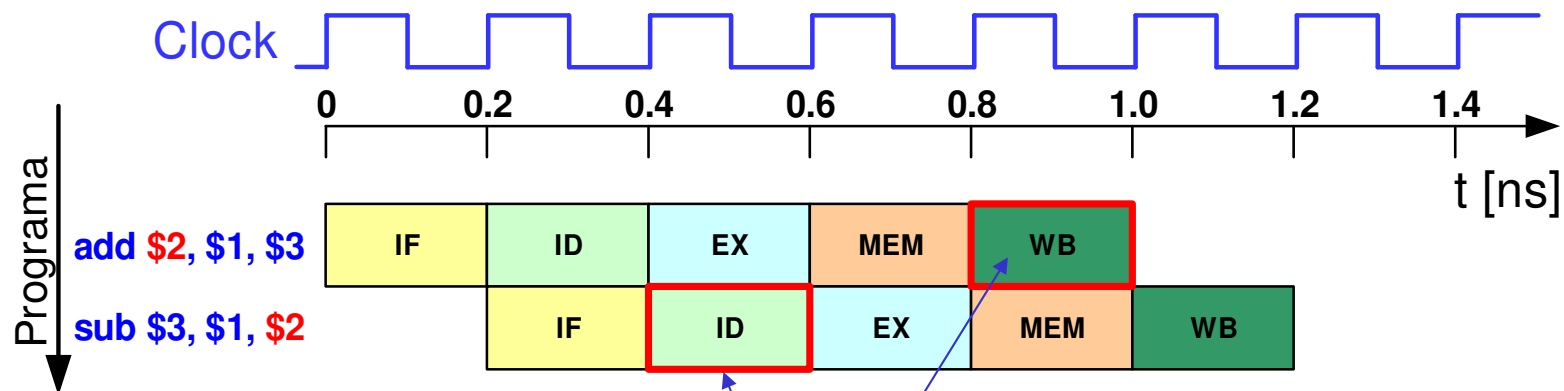 Clock
0 0.2 0.4 0.6 0.8 1.0 1.2 1.4
t [ns]
Programa
add $2, $1, $3 IF ID EX MEM WB
sub $3, $1, $2 IF ID EX MEM WB